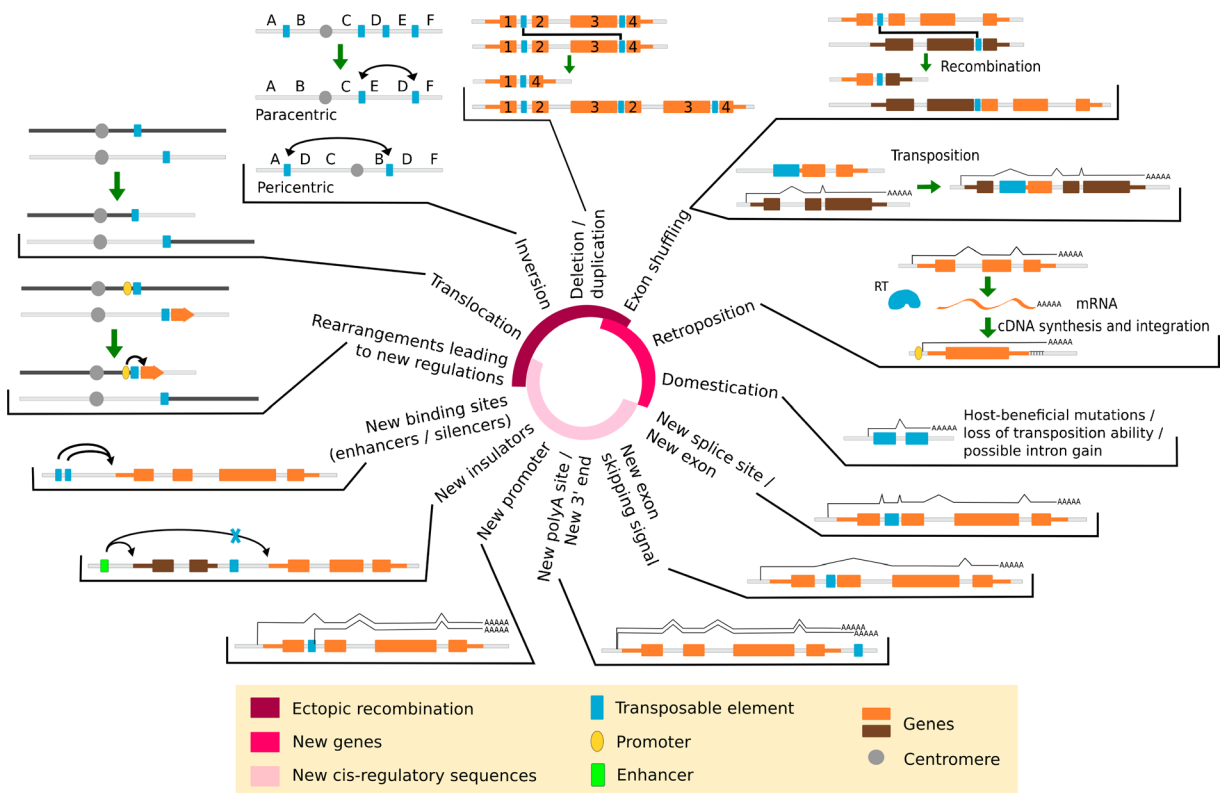 A B C D E F
A B C E D F
Paracentric
A D C B D F
Pericentric
1 2 3 4
1 2 3 4
1 4
1 2 3 2 3 4
Recombination
Transposition
AAAAA
AAAAA
AAAAA
RT
AAAAA
mRNA
cDNA synthesis and integration
AAAAA
TTTTT
AAAAA
Host-beneficial mutations /
loss of transposition ability /
possible intron gain
AAAAA
AAAAA
AAAAA
AAAAA
AAAAA
AAAAA
Inversion
Deletion /
duplication
Exon shuffling
Translocation
Retroposition
Rearrangements leading
to new regulations
Domestication
New binding sites
(enhancers / silencers)
New splice site /
New exon
New insulators
New promoter
New polyA site /
New 3' end
New exon
skipping signal
Ectopic recombination
New genes
New cis-regulatory sequences
Transposable element
Promoter
Enhancer
Genes
Centromere